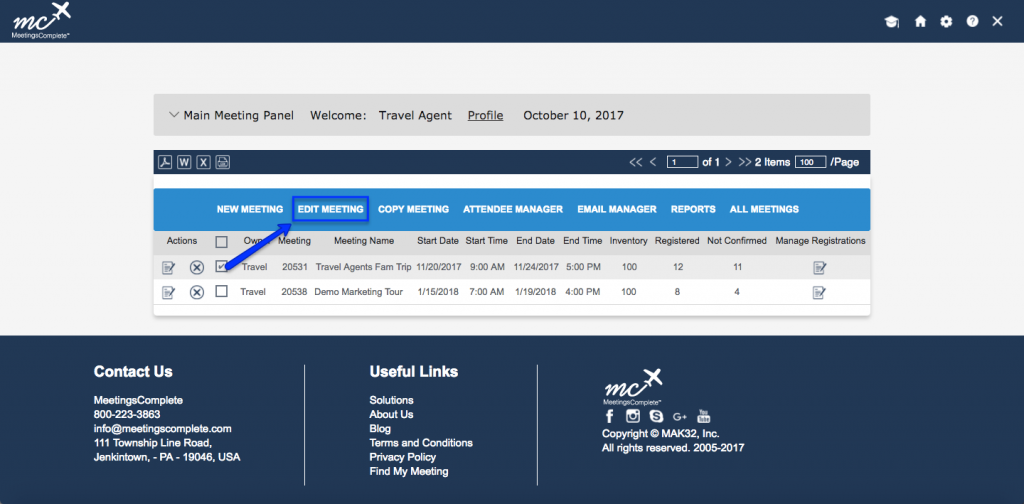 mc
MeetingsComplete™
Main Meeting Panel Welcome: Travel Agent Profile October 10, 2017
<< < 1 of 1 > >> 2 Items 100 /Page
NEW MEETING EDIT MEETING COPY MEETING ATTENDEE MANAGER EMAIL MANAGER REPORTS ALL MEETINGS
Actions Owner Meeting Meeting Name Start Date Start Time End Date End Time Inventory Registered Not Confirmed Manage Registrations
Travel 20531 Travel Agents Fam Trip 11/20/2017 9:00 AM 11/24/2017 5:00 PM 100 12 11
Travel 20538 Demo Marketing Tour 1/15/2018 7:00 AM 1/19/2018 4:00 PM 100 8 4
Contact Us
MeetingsComplete
800-223-3863
info@meetingscomplete.com
111 Township Line Road,
Jenkintown, - PA - 19046, USA
Useful Links
Solutions
About Us
Blog
Terms and Conditions
Privacy Policy
Find My Meeting
mc
MeetingsComplete™
Copyright © MAK32, Inc.
All rights reserved. 2005-2017